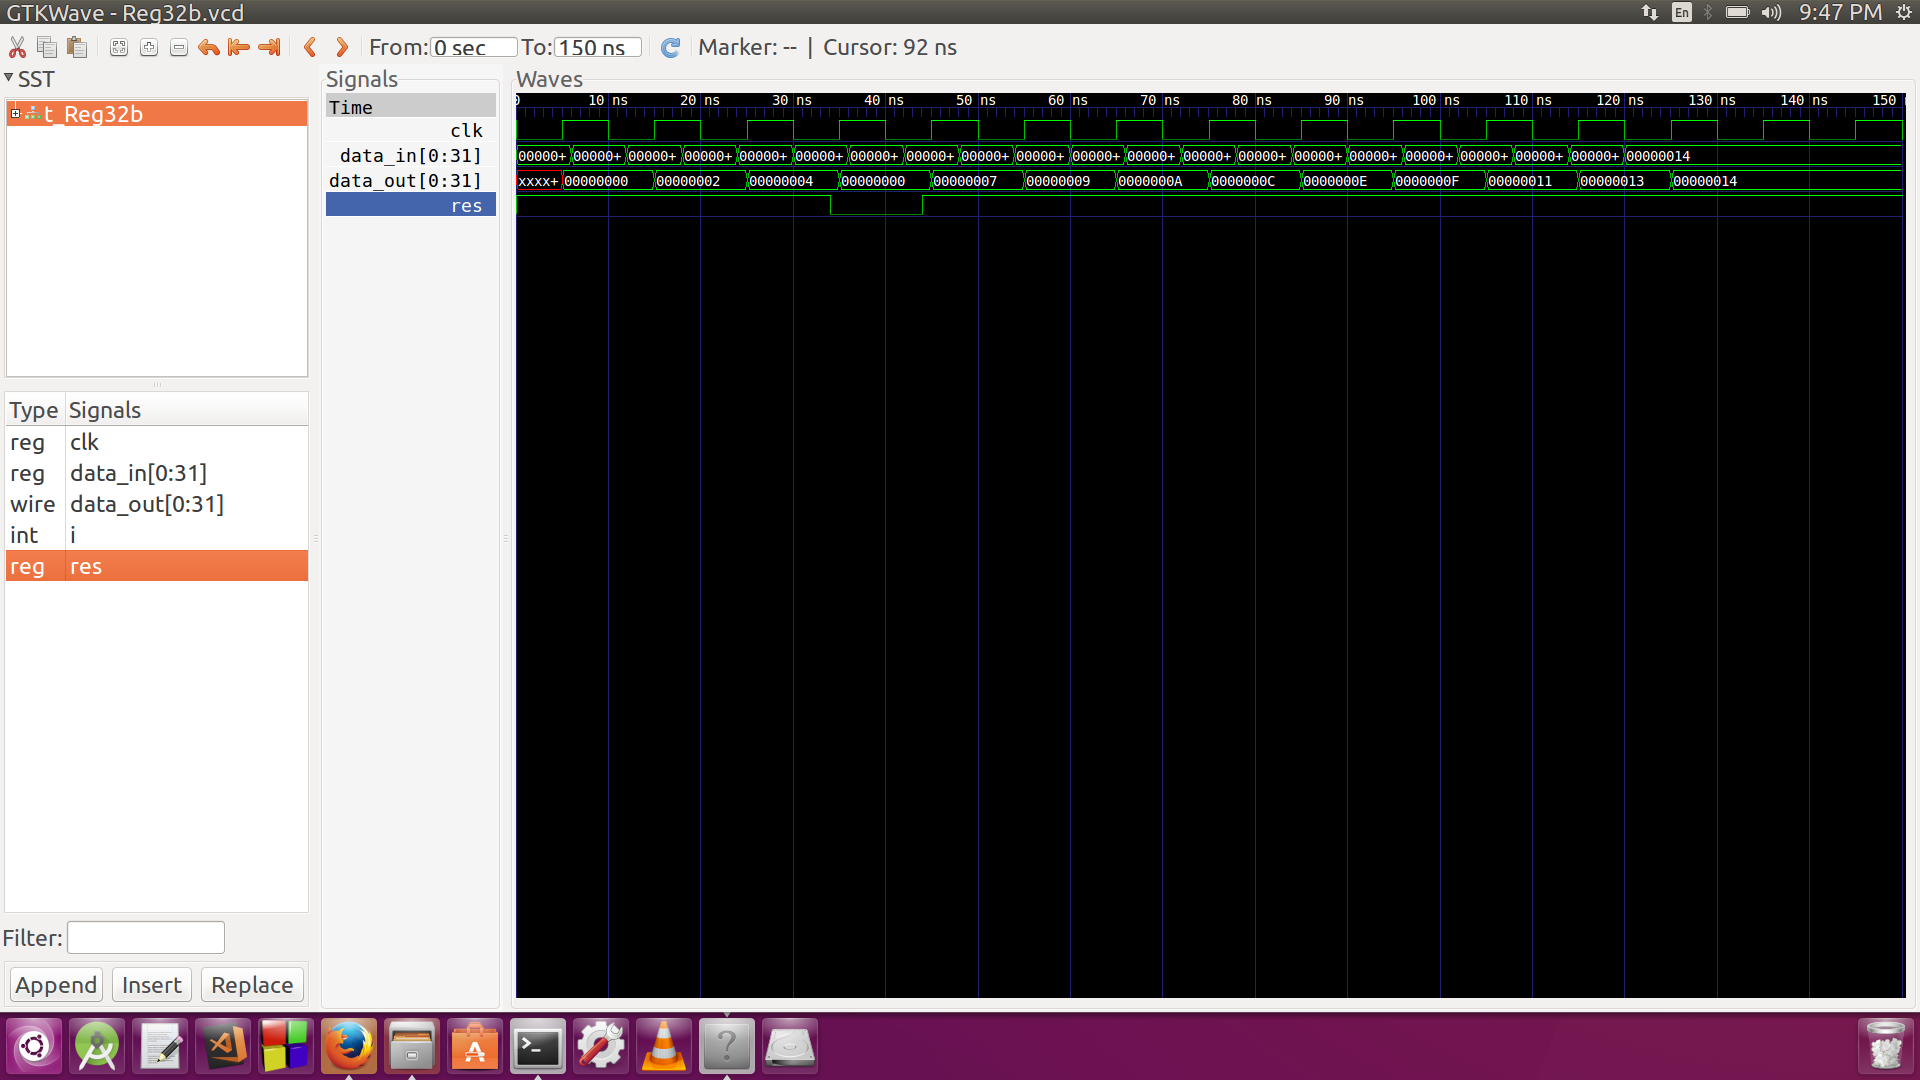 GTKWave - Reg32b.vcd
En
9:47 PM
From: 0 sec To: 150 ns Marker: -- | Cursor: 92 ns
SST
t_Reg32b
Type Signals
reg clk
reg data_in[0:31]
wire data_out[0:31]
int i
reg res
Filter:
Append Insert Replace
Signals
Time
clk
data_in[0:31]
data_out[0:31]
res
Waves
0 10 ns 20 ns 30 ns 40 ns 50 ns 60 ns 70 ns 80 ns 90 ns 100 ns 110 ns 120 ns 130 ns 140 ns 150
00000+ 00000+ 00000+ 00000+ 00000+ 00000+ 00000+ 00000+ 00000+ 00000+ 00000+ 00000+ 00000+ 00000+ 00000+ 00000+ 00000+ 00000+ 00000+ 00000+ 00000014
xxxx+ 00000000 00000002 00000004 00000000 00000007 00000009 0000000A 0000000C 0000000E 0000000F 00000011 00000013 00000014